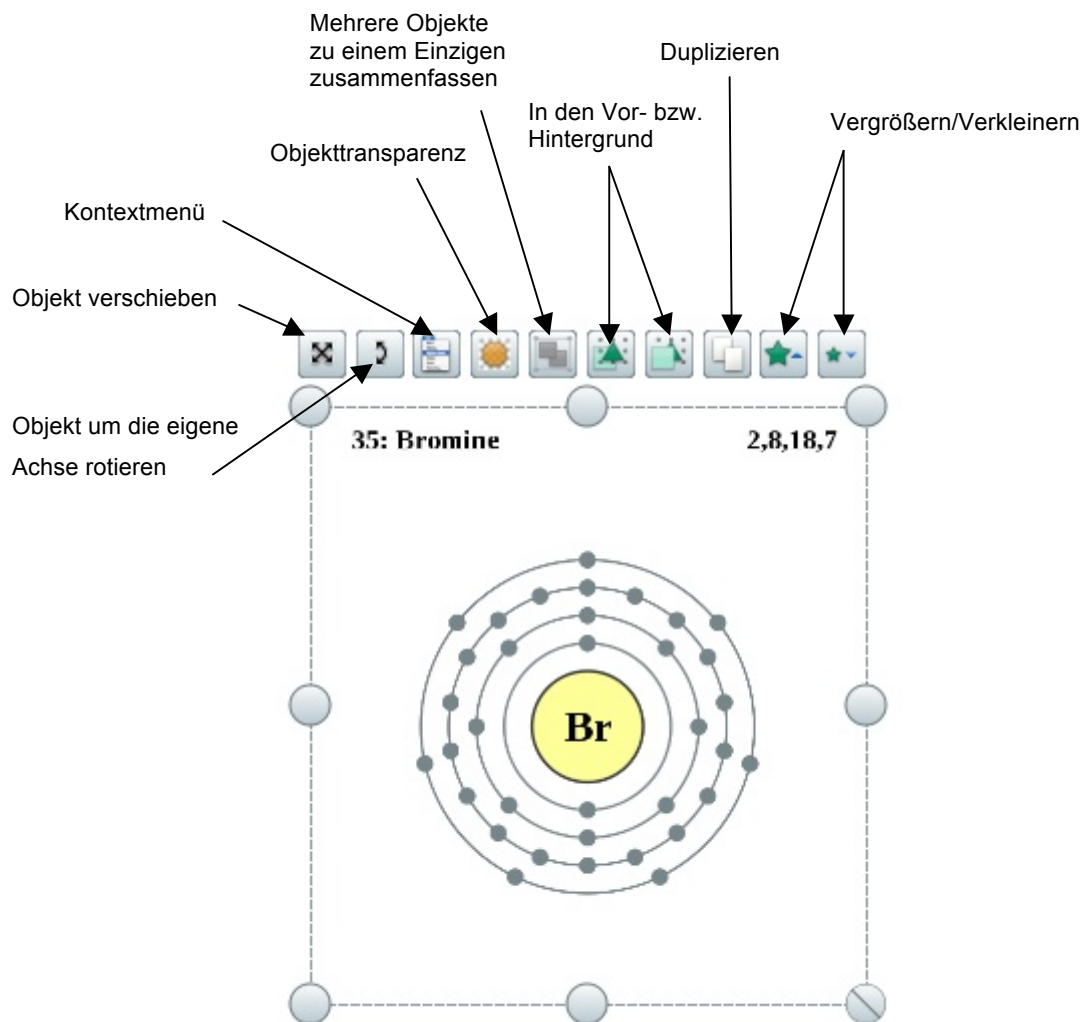 Mehrere Objekte
zu einem Einzigen
zusammenfassen
Duplizieren
In den Vor- bzw.
Hintergrund
Vergrößern/Verkleinern
Objekttransparenz
Kontextmenü
Objekt verschieben
Objekt um die eigene
Achse rotieren
35: Bromine
2,8,18,7
Br